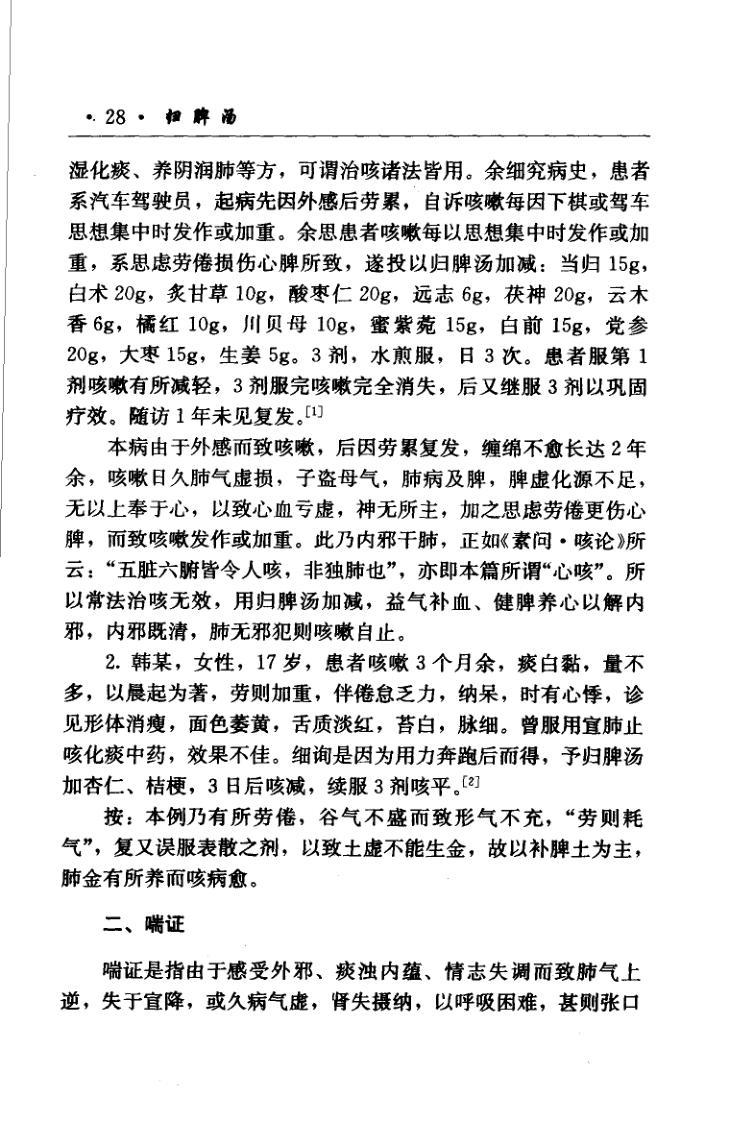 · 28 · 归脾汤
湿化痰、养阴润肺等方，可谓治咳诸法皆用。余细究病史，患者
系汽车驾驶员，起病先因外感后劳累，自诉咳嗽每因下棋或驾车
思想集中时发作或加重。余思患者咳嗽每以思想集中时发作或加
重，系思虑劳倦损伤心脾所致，遂投以归脾汤加减：当归 15g，
白术 20g，炙甘草 10g，酸枣仁 20g，远志 6g，茯神 20g，云木
香 6g，橘红 10g，川贝母 10g，蜜紫菀 15g，白前 15g，党参
20g，大枣 15g，生姜 5g。3 剂，水煎服，日 3 次。患者服第 1
剂咳嗽有所减轻，3 剂服完咳嗽完全消失，后又继服 3 剂以巩固
疗效。随访 1 年未见复发。[1]
本病由于外感而致咳嗽，后因劳累复发，缠绵不愈长达 2 年
余，咳嗽日久肺气虚损，子盗母气，肺病及脾，脾虚化源不足，
无以上奉于心，以致心血亏虚，神无所主，加之思虑劳倦更伤心
脾，而致咳嗽发作或加重。此乃内邪干肺，正如《素问·咳论》所
云：“五脏六腑皆令人咳，非独肺也”，亦即本篇所谓“心咳”。所
以常法治咳无效，用归脾汤加减，益气补血、健脾养心以解内
邪，内邪既清，肺无邪犯则咳嗽自止。
2. 韩某，女性，17 岁，患者咳嗽 3 个月余，痰白黏，量不
多，以晨起为著，劳则加重，伴倦怠乏力，纳呆，时有心悸，诊
见形体消瘦，面色萎黄，舌质淡红，苔白，脉细。曾服用宣肺止
咳化痰中药，效果不佳。细询是因为用力奔跑后而得，予归脾汤
加杏仁、桔梗，3 日后咳减，续服 3 剂咳平。[2]
按：本例乃有所劳倦，谷气不盛而致形气不充，“劳则耗
气”，复又误服表散之剂，以致土虚不能生金，故以补脾土为主，
肺金有所养而咳病愈。
二、喘证
喘证是指由于感受外邪、痰浊内蕴、情志失调而致肺气上
逆，失于宣降，或久病气虚，肾失摄纳，以呼吸困难，甚则张口